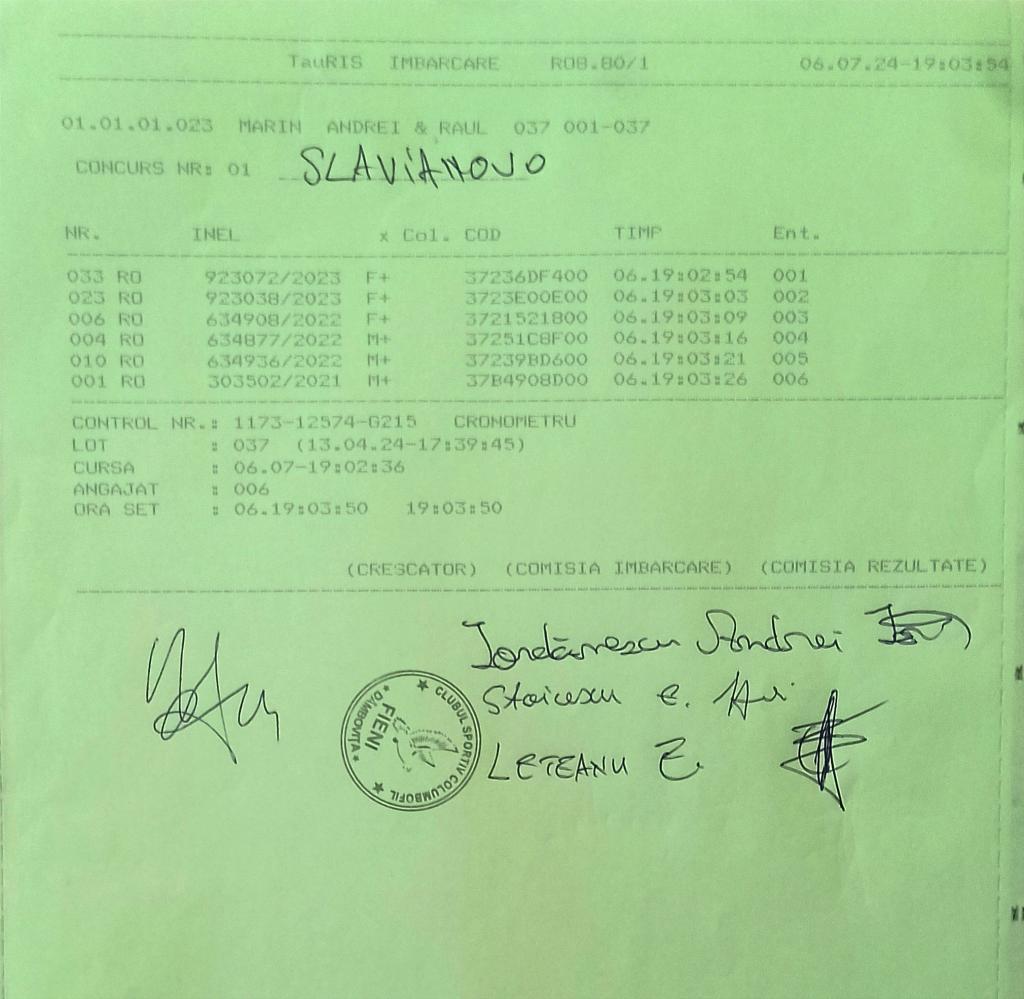 TauRIS IMBARCARE RO8.80/1 06.07.24-19:03:54
01.01.01.023 MARIN ANDREI & RAUL 037 001-037
CONCURS NR: 01 SLAVIANOVO
NR. INEL x Col. COD TIMP Ent.
033 RO 923072/2023 F+ 37236DF400 06.19:02:54 001
023 RO 923038/2023 F+ 3723E00E00 06.19:03:03 002
006 RO 634908/2022 F+ 3721521800 06.19:03:09 003
004 RO 634877/2022 M+ 37251C8F00 06.19:03:16 004
010 RO 634936/2022 M+ 37239BD600 06.19:03:21 005
001 RO 303502/2021 M+ 37B4908D00 06.19:03:26 006
CONTROL NR.: 1173-12574-G215 CRONOMETRU
LOT : 037 (13.04.24-17:39:45)
CURSA : 06.07-19:02:36
ANGAJAT : 006
ORA SET : 06.19:03:50 19:03:50
(CRESCATOR) (COMISIA IMBARCARE) (COMISIA REZULTATE)
Iordănescu Andrei
Stoicescu C.
LETEANU E.
CLUBUL SPORTIV COLUMBOFIL
FIENI
DÂMBOVIȚA